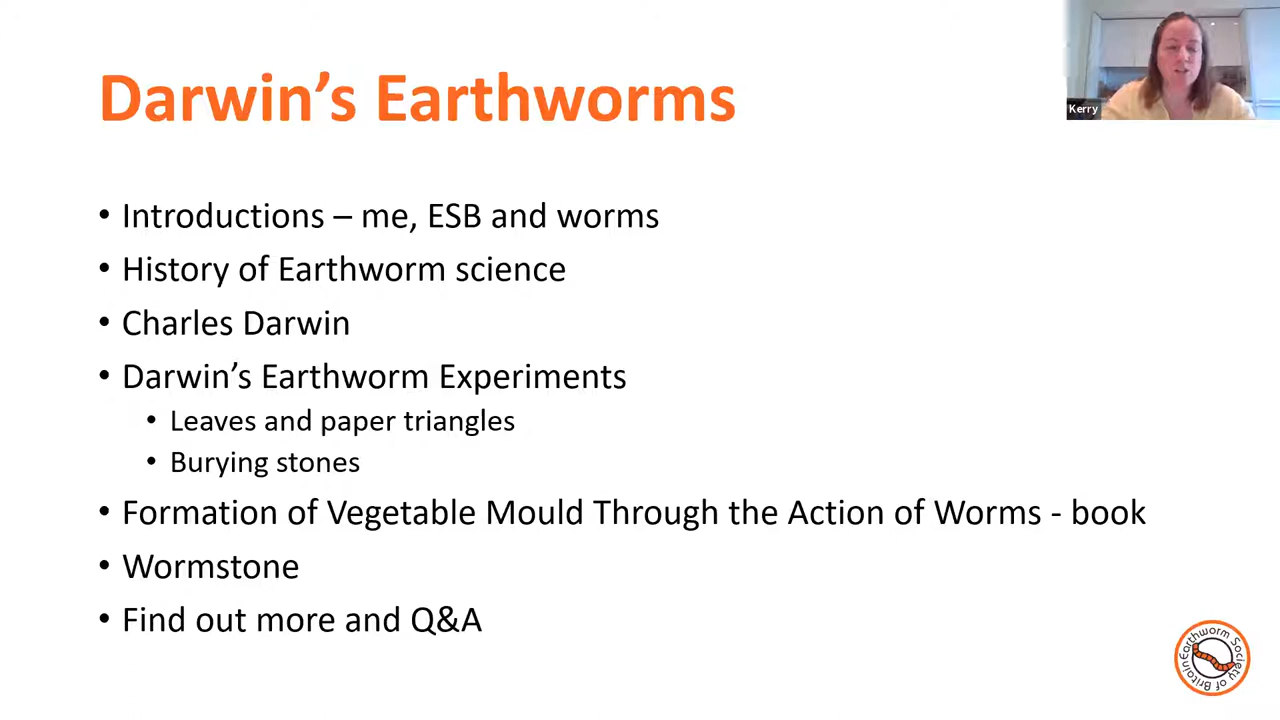 Darwin’s Earthworms
Kerry
• Introductions – me, ESB and worms
• History of Earthworm science
• Charles Darwin
• Darwin’s Earthworm Experiments
• Leaves and paper triangles
• Burying stones
• Formation of Vegetable Mould Through the Action of Worms - book
• Wormstone
• Find out more and Q&A
Earthworm Society of Britain